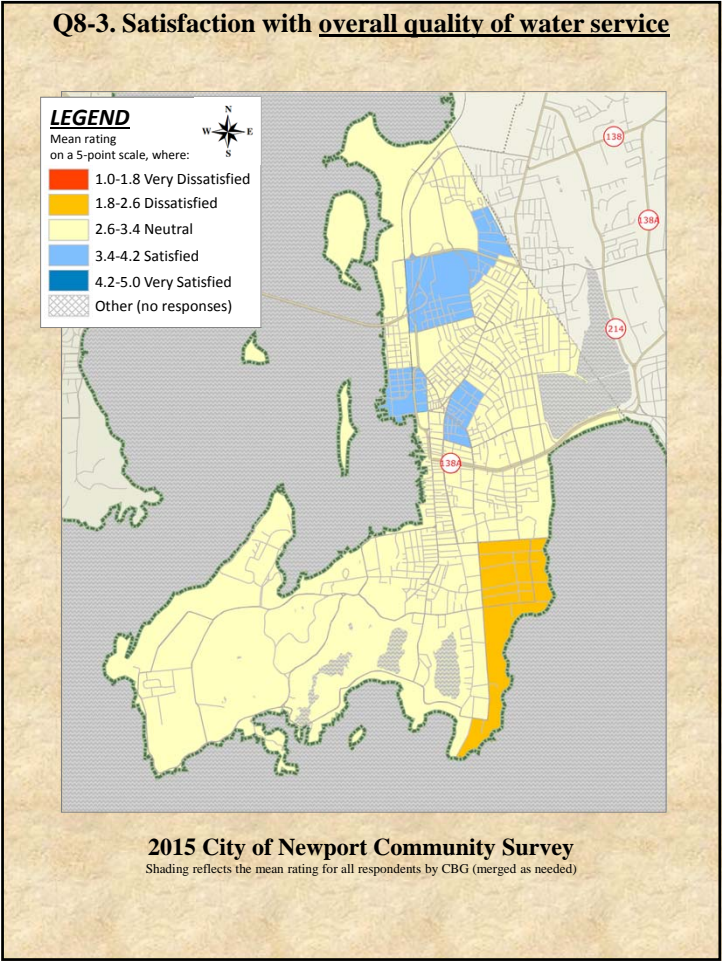 Q8-3. Satisfaction with overall quality of water service
LEGEND
Mean rating
on a 5-point scale, where:
N
W E
S
1.0-1.8 Very Dissatisfied
1.8-2.6 Dissatisfied
2.6-3.4 Neutral
3.4-4.2 Satisfied
4.2-5.0 Very Satisfied
Other (no responses)
138
138A
214
138A
2015 City of Newport Community Survey
Shading reflects the mean rating for all respondents by CBG (merged as needed)